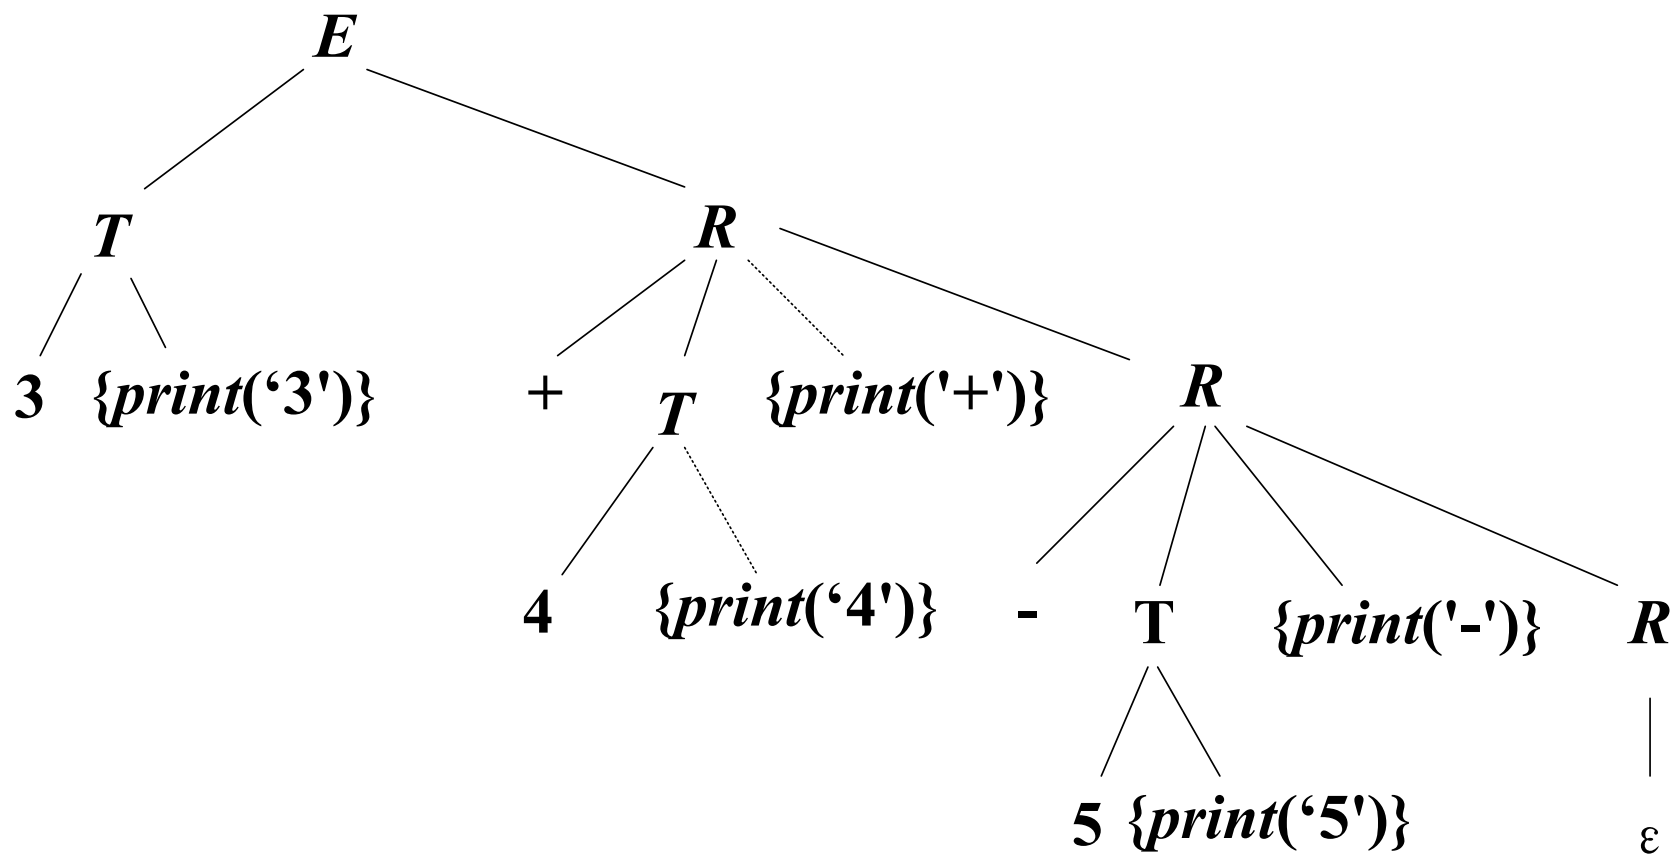 E
T R
3 {print(‘3')} + T {print('+')} R
4 {print(‘4')} - T {print('-')} R
5 {print(‘5')} ε